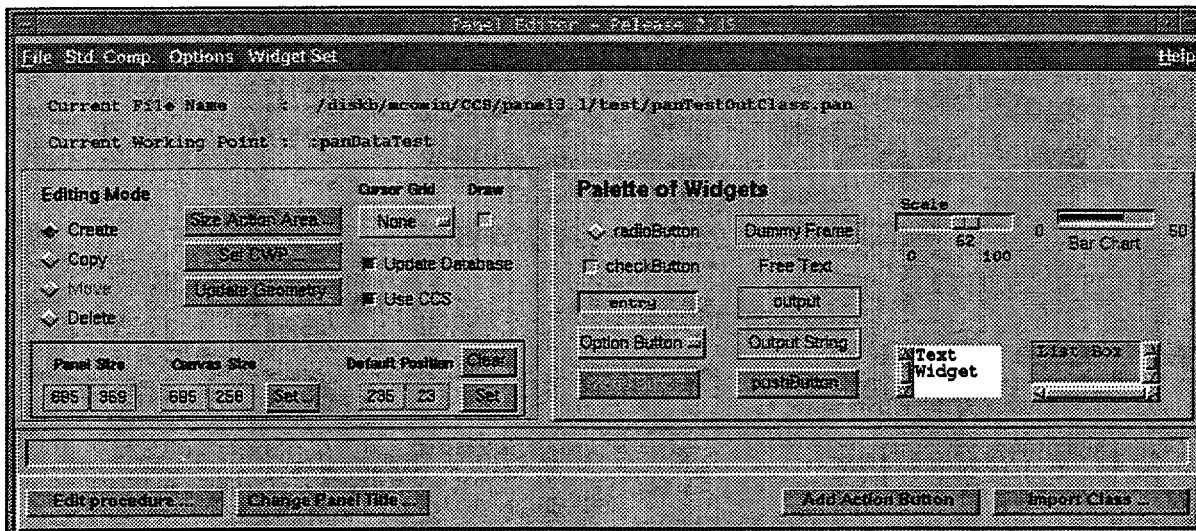 Panel Editor - Release
File Std. Comp. Options Widget Set Help
Current File Name : /diskb/mcomin/CCS/panel3.1/test/panTestOutClass.pan
Current Working Point : :panDataTest
Editing Mode
Create
Copy
Move
Delete
Size Action Area...
Set CWP ...
Update Geometry
Cursor Grid Draw
None
Update Database
Use CCS
Panel Size Canvas Size Default Position Clear
685 369 685 256 Set... 236 23 Set
Palette of Widgets
radioButton
checkButton
entry
Option Button
Dummy Frame
Free Text
output
Output String
pushButton
Scale
62
0 100
0 50
Bar Chart
Text
Widget
List Box
Edit procedure... Change Panel Title ... Add Action Button Import Class ...